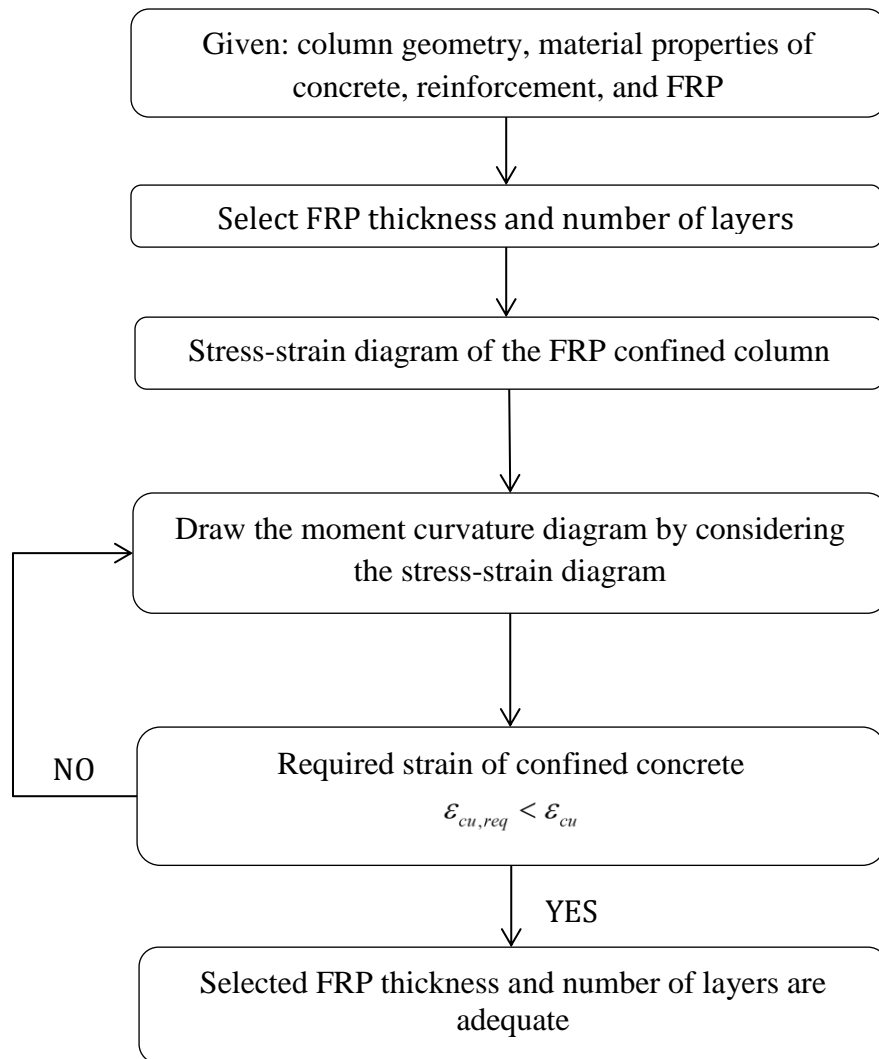 Given: column geometry, material properties of
concrete, reinforcement, and FRP
Select FRP thickness and number of layers
Stress-strain diagram of the FRP confined column
Draw the moment curvature diagram by considering
the stress-strain diagram
NO
Required strain of confined concrete
ε_{cu,req} < ε_{cu}
YES
Selected FRP thickness and number of layers are
adequate